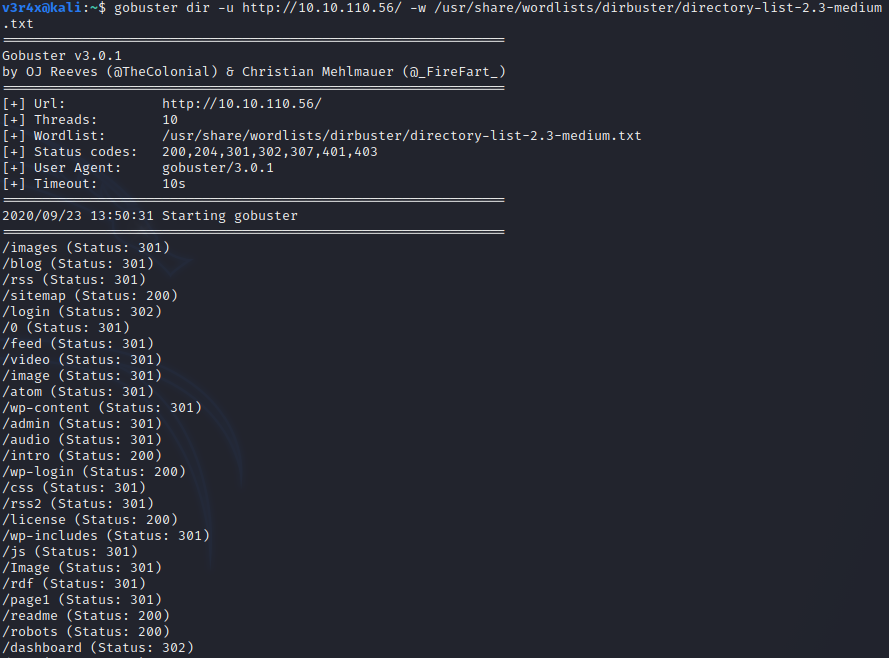 v3r4x@kali:~$ gobuster dir -u http://10.10.110.56/ -w /usr/share/wordlists/dirbuster/directory-list-2.3-medium
.txt
===============================================================
Gobuster v3.0.1
by OJ Reeves (@TheColonial) & Christian Mehlmauer (@_FireFart_)
===============================================================
[+] Url:            http://10.10.110.56/
[+] Threads:        10
[+] Wordlist:       /usr/share/wordlists/dirbuster/directory-list-2.3-medium.txt
[+] Status codes:   200,204,301,302,307,401,403
[+] User Agent:     gobuster/3.0.1
[+] Timeout:        10s
===============================================================
2020/09/23 13:50:31 Starting gobuster
===============================================================
/images (Status: 301)
/blog (Status: 301)
/rss (Status: 301)
/sitemap (Status: 200)
/login (Status: 302)
/0 (Status: 301)
/feed (Status: 301)
/video (Status: 301)
/image (Status: 301)
/atom (Status: 301)
/wp-content (Status: 301)
/admin (Status: 301)
/audio (Status: 301)
/intro (Status: 200)
/wp-login (Status: 200)
/css (Status: 301)
/rss2 (Status: 301)
/license (Status: 200)
/wp-includes (Status: 301)
/js (Status: 301)
/Image (Status: 301)
/rdf (Status: 301)
/page1 (Status: 301)
/readme (Status: 200)
/robots (Status: 200)
/dashboard (Status: 302)